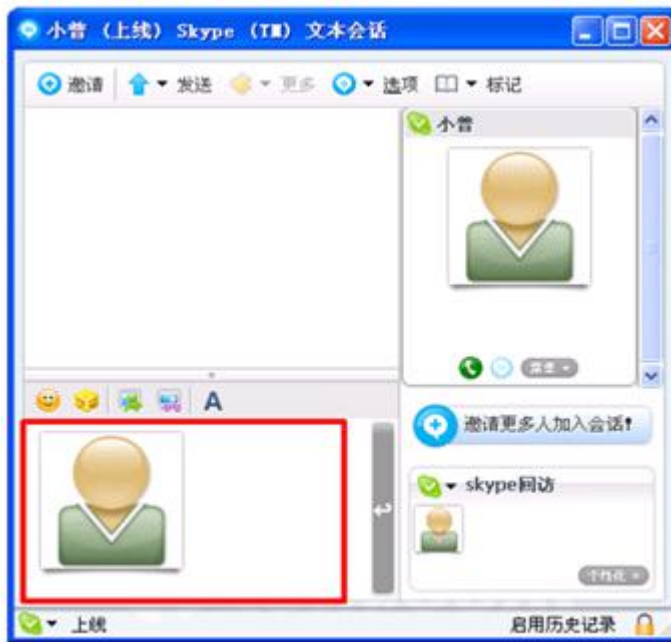 小普 (上线) Skype (TM) 文本会话
邀请 发送 更多 选项 标记
小普
A
邀请更多人加入会话!
skype回访
上线 启用历史记录